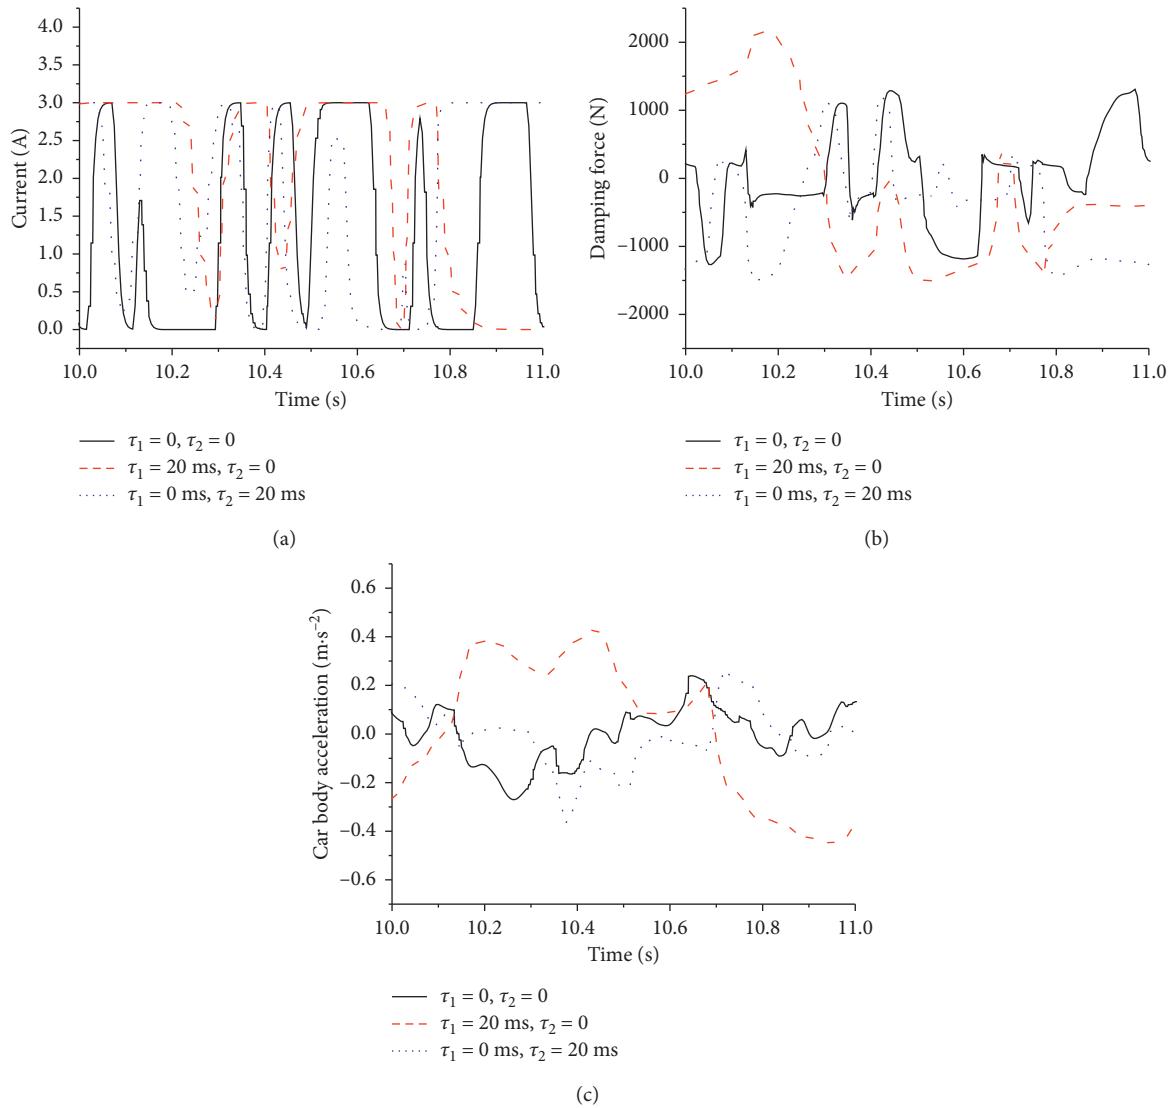 4.0
3.5
3.0
2.5
2.0
1.5
1.0
0.5
0.0
Current (A)
10.0 10.2 10.4 10.6 10.8 11.0
Time (s)
τ1 = 0, τ2 = 0
τ1 = 20 ms, τ2 = 0
τ1 = 0 ms, τ2 = 20 ms
(a)
2000
1000
0
−1000
−2000
Damping force (N)
10.0 10.2 10.4 10.6 10.8 11.0
Time (s)
τ1 = 0, τ2 = 0
τ1 = 20 ms, τ2 = 0
τ1 = 0 ms, τ2 = 20 ms
(b)
0.6
0.4
0.2
0.0
−0.2
−0.4
−0.6
Car body acceleration (m·s−2)
10.0 10.2 10.4 10.6 10.8 11.0
Time (s)
τ1 = 0, τ2 = 0
τ1 = 20 ms, τ2 = 0
τ1 = 0 ms, τ2 = 20 ms
(c)